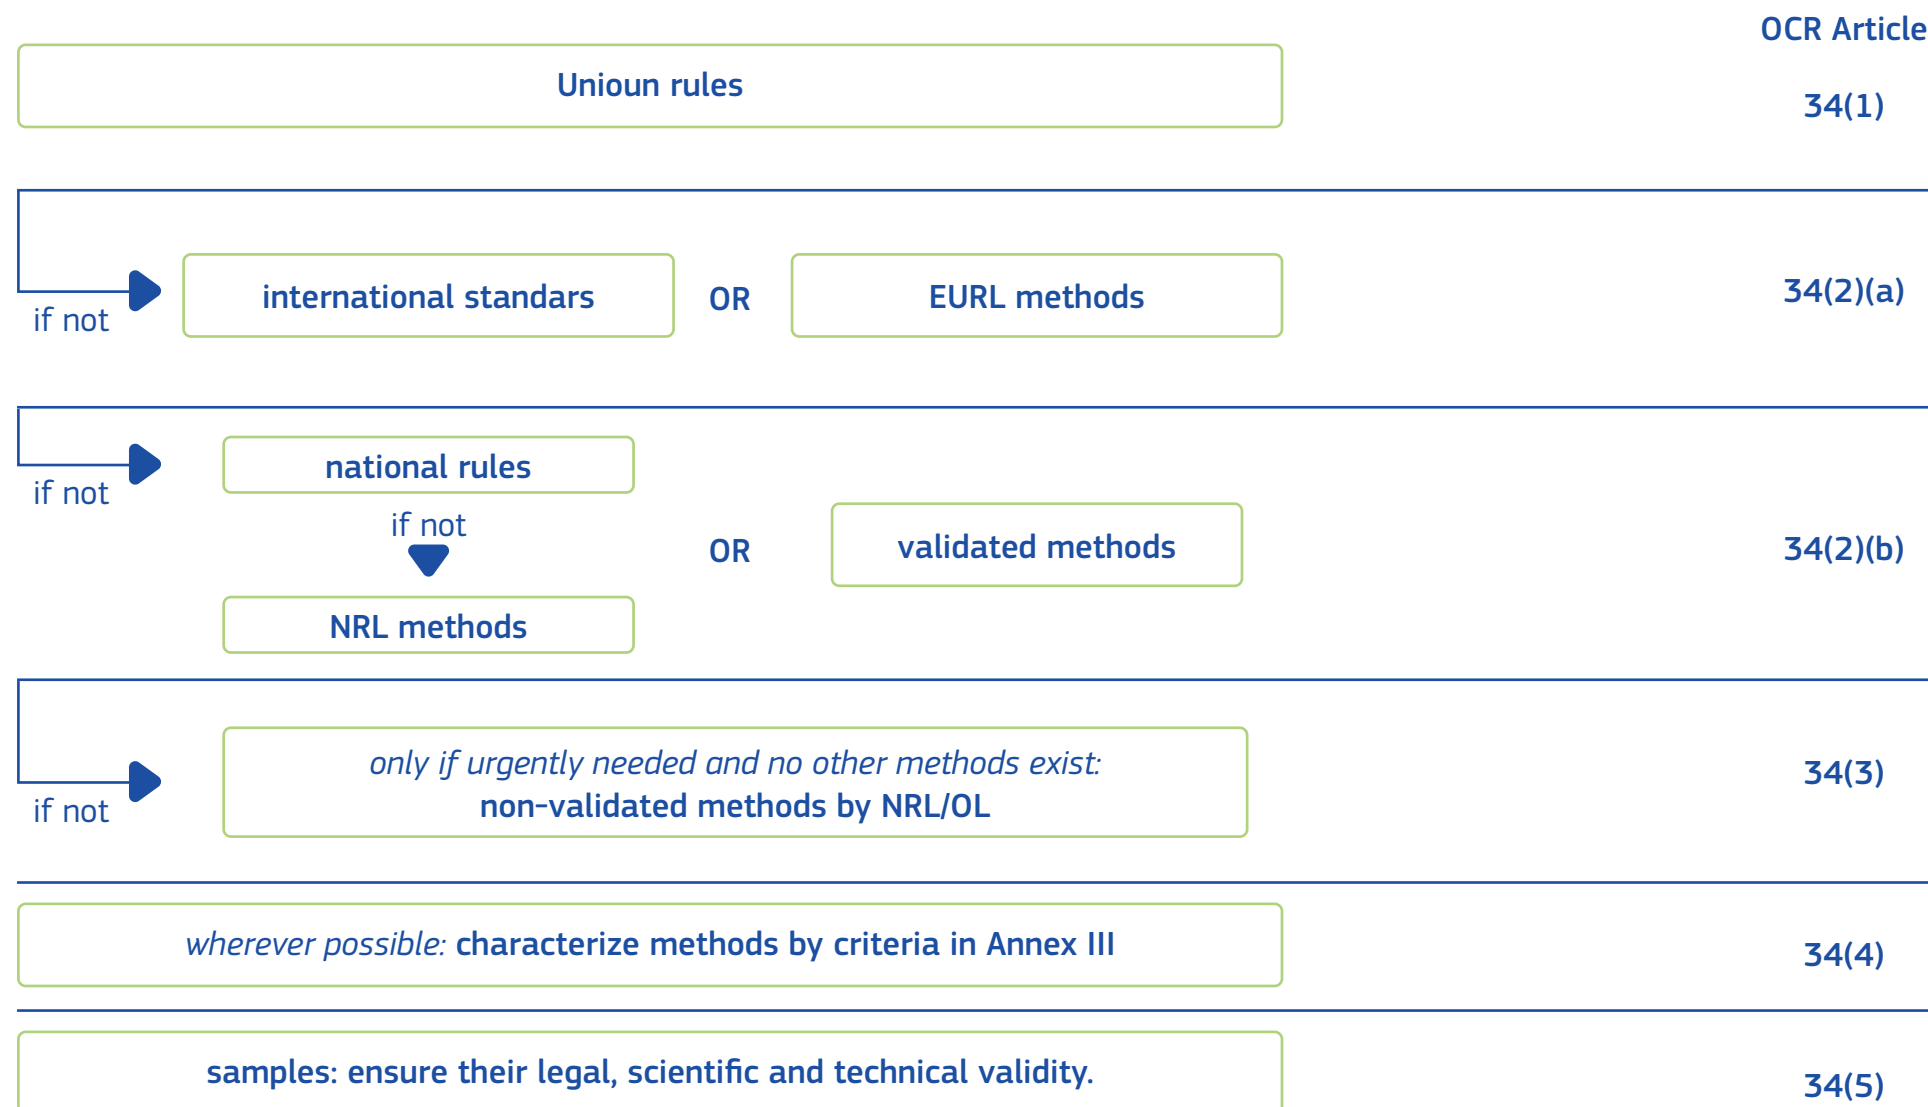 OCR Article
Unioun rules
34(1)
if not
international standars
OR
EURL methods
34(2)(a)
if not
national rules
if not
NRL methods
OR
validated methods
34(2)(b)
if not
only if urgently needed and no other methods exist:
non-validated methods by NRL/OL
34(3)
wherever possible: characterize methods by criteria in Annex III
34(4)
samples: ensure their legal, scientific and technical validity.
34(5)